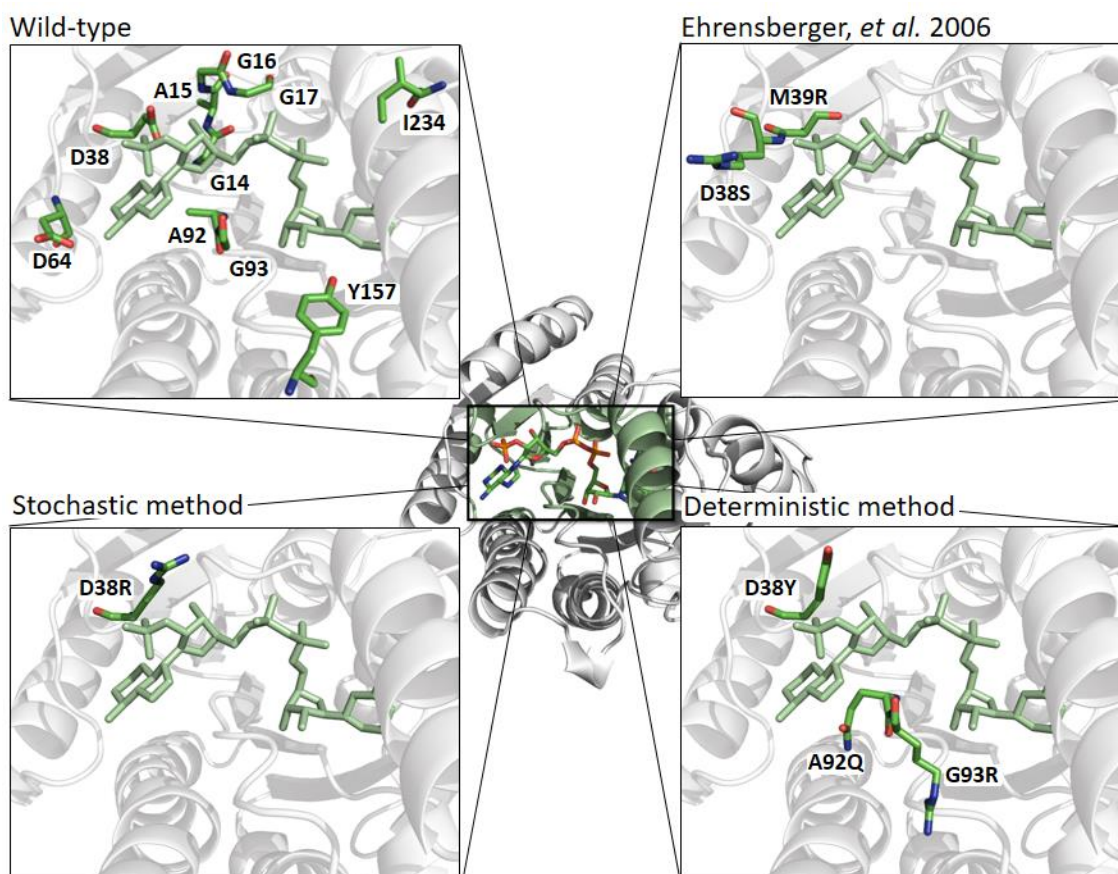 Wild-type
G16
A15
G17
I234
D38
G14
A92
D64
G93
Y157
Ehrensberger, et al. 2006
M39R
D38S
Stochastic method
D38R
Deterministic method
D38Y
A92Q
G93R